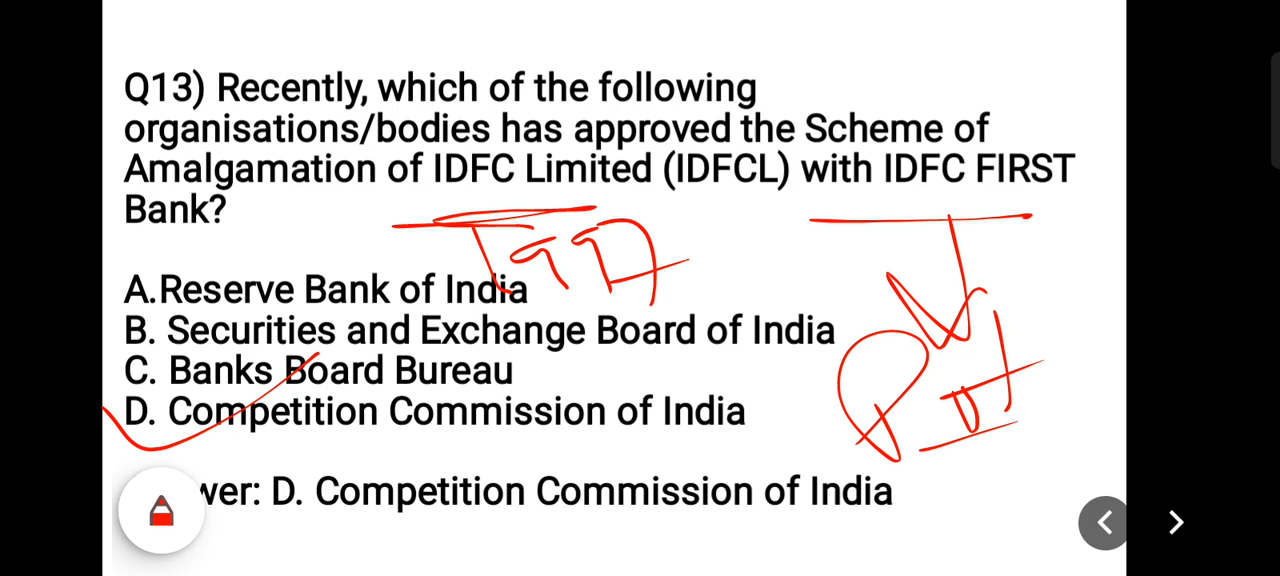 Q13) Recently, which of the following
organisations/bodies has approved the Scheme of
Amalgamation of IDFC Limited (IDFCL) with IDFC FIRST
Bank?
A.Reserve Bank of India
B. Securities and Exchange Board of India
C. Banks Board Bureau
D. Competition Commission of India
D. Competition Commission of India